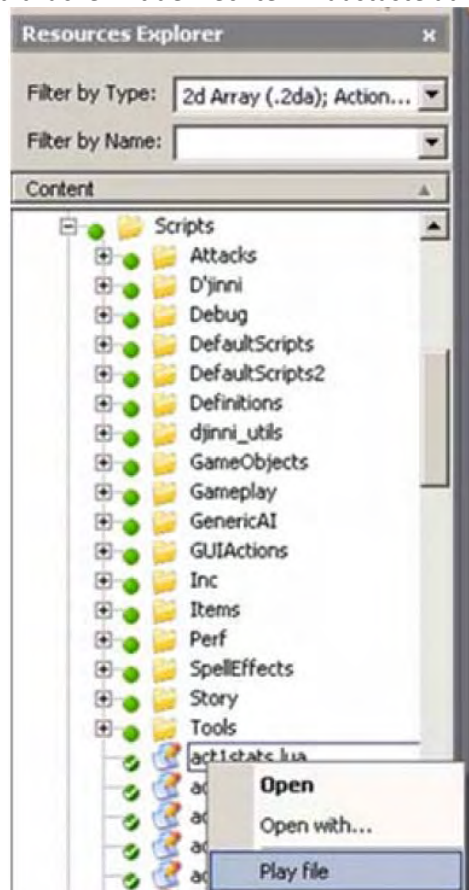 Resources Explorer
Filter by Type: 2d Array (.2da); Action...
Filter by Name:
Content
Scripts
Attacks
D'jinni
Debug
DefaultScripts
DefaultScripts2
Definitions
djinni_utils
GameObjects
Gameplay
GenericAI
GUIActions
Inc
Items
Perf
SpellEffects
Story
Tools
act1stats.lua
Open
Open with...
Play file